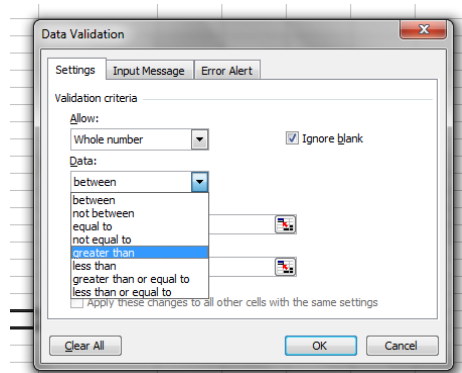 Data Validation
Settings Input Message Error Alert
Validation criteria
Allow:
Whole number Ignore blank
Data:
between
between
not between
equal to
not equal to
greater than
less than
greater than or equal to
less than or equal to
Apply these changes to all other cells with the same settings
Clear All OK Cancel